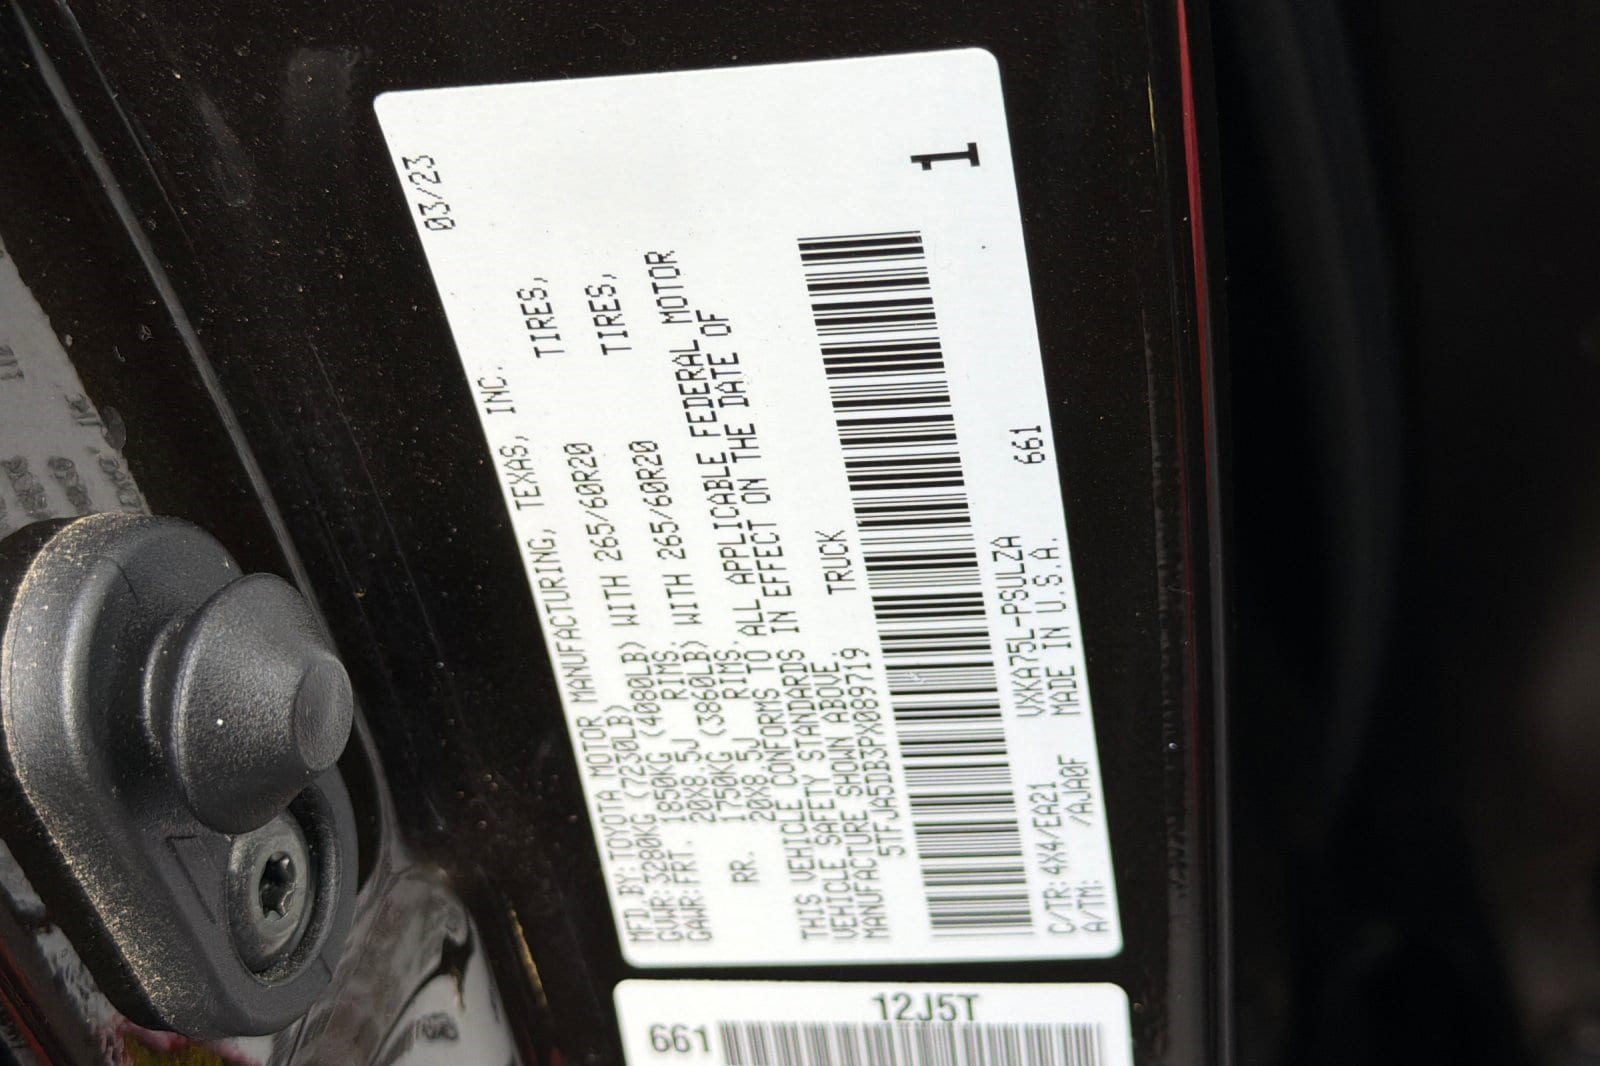 03/23
MFD.BY:TOYOTA MOTOR MANUFACTURING, TEXAS, INC.
GVWR:3280KG (7230LB)
GAWR:FRT. 1850KG (4080LB) WITH 265/60R20 TIRES,
20X8.5J RIMS.
RR. 1750KG (3860LB) WITH 265/60R20 TIRES,
20X8.5J RIMS.
THIS VEHICLE CONFORMS TO ALL APPLICABLE FEDERAL MOTOR
VEHICLE SAFETY STANDARDS IN EFFECT ON THE DATE OF
MANUFACTURE SHOWN ABOVE.
5TFJA5DB3PX089719 TRUCK
1
C/TR:4X4/EA21 VXKA75L-PSULZA 661
A/TM: /AJA0F MADE IN U.S.A.
12J5T
661